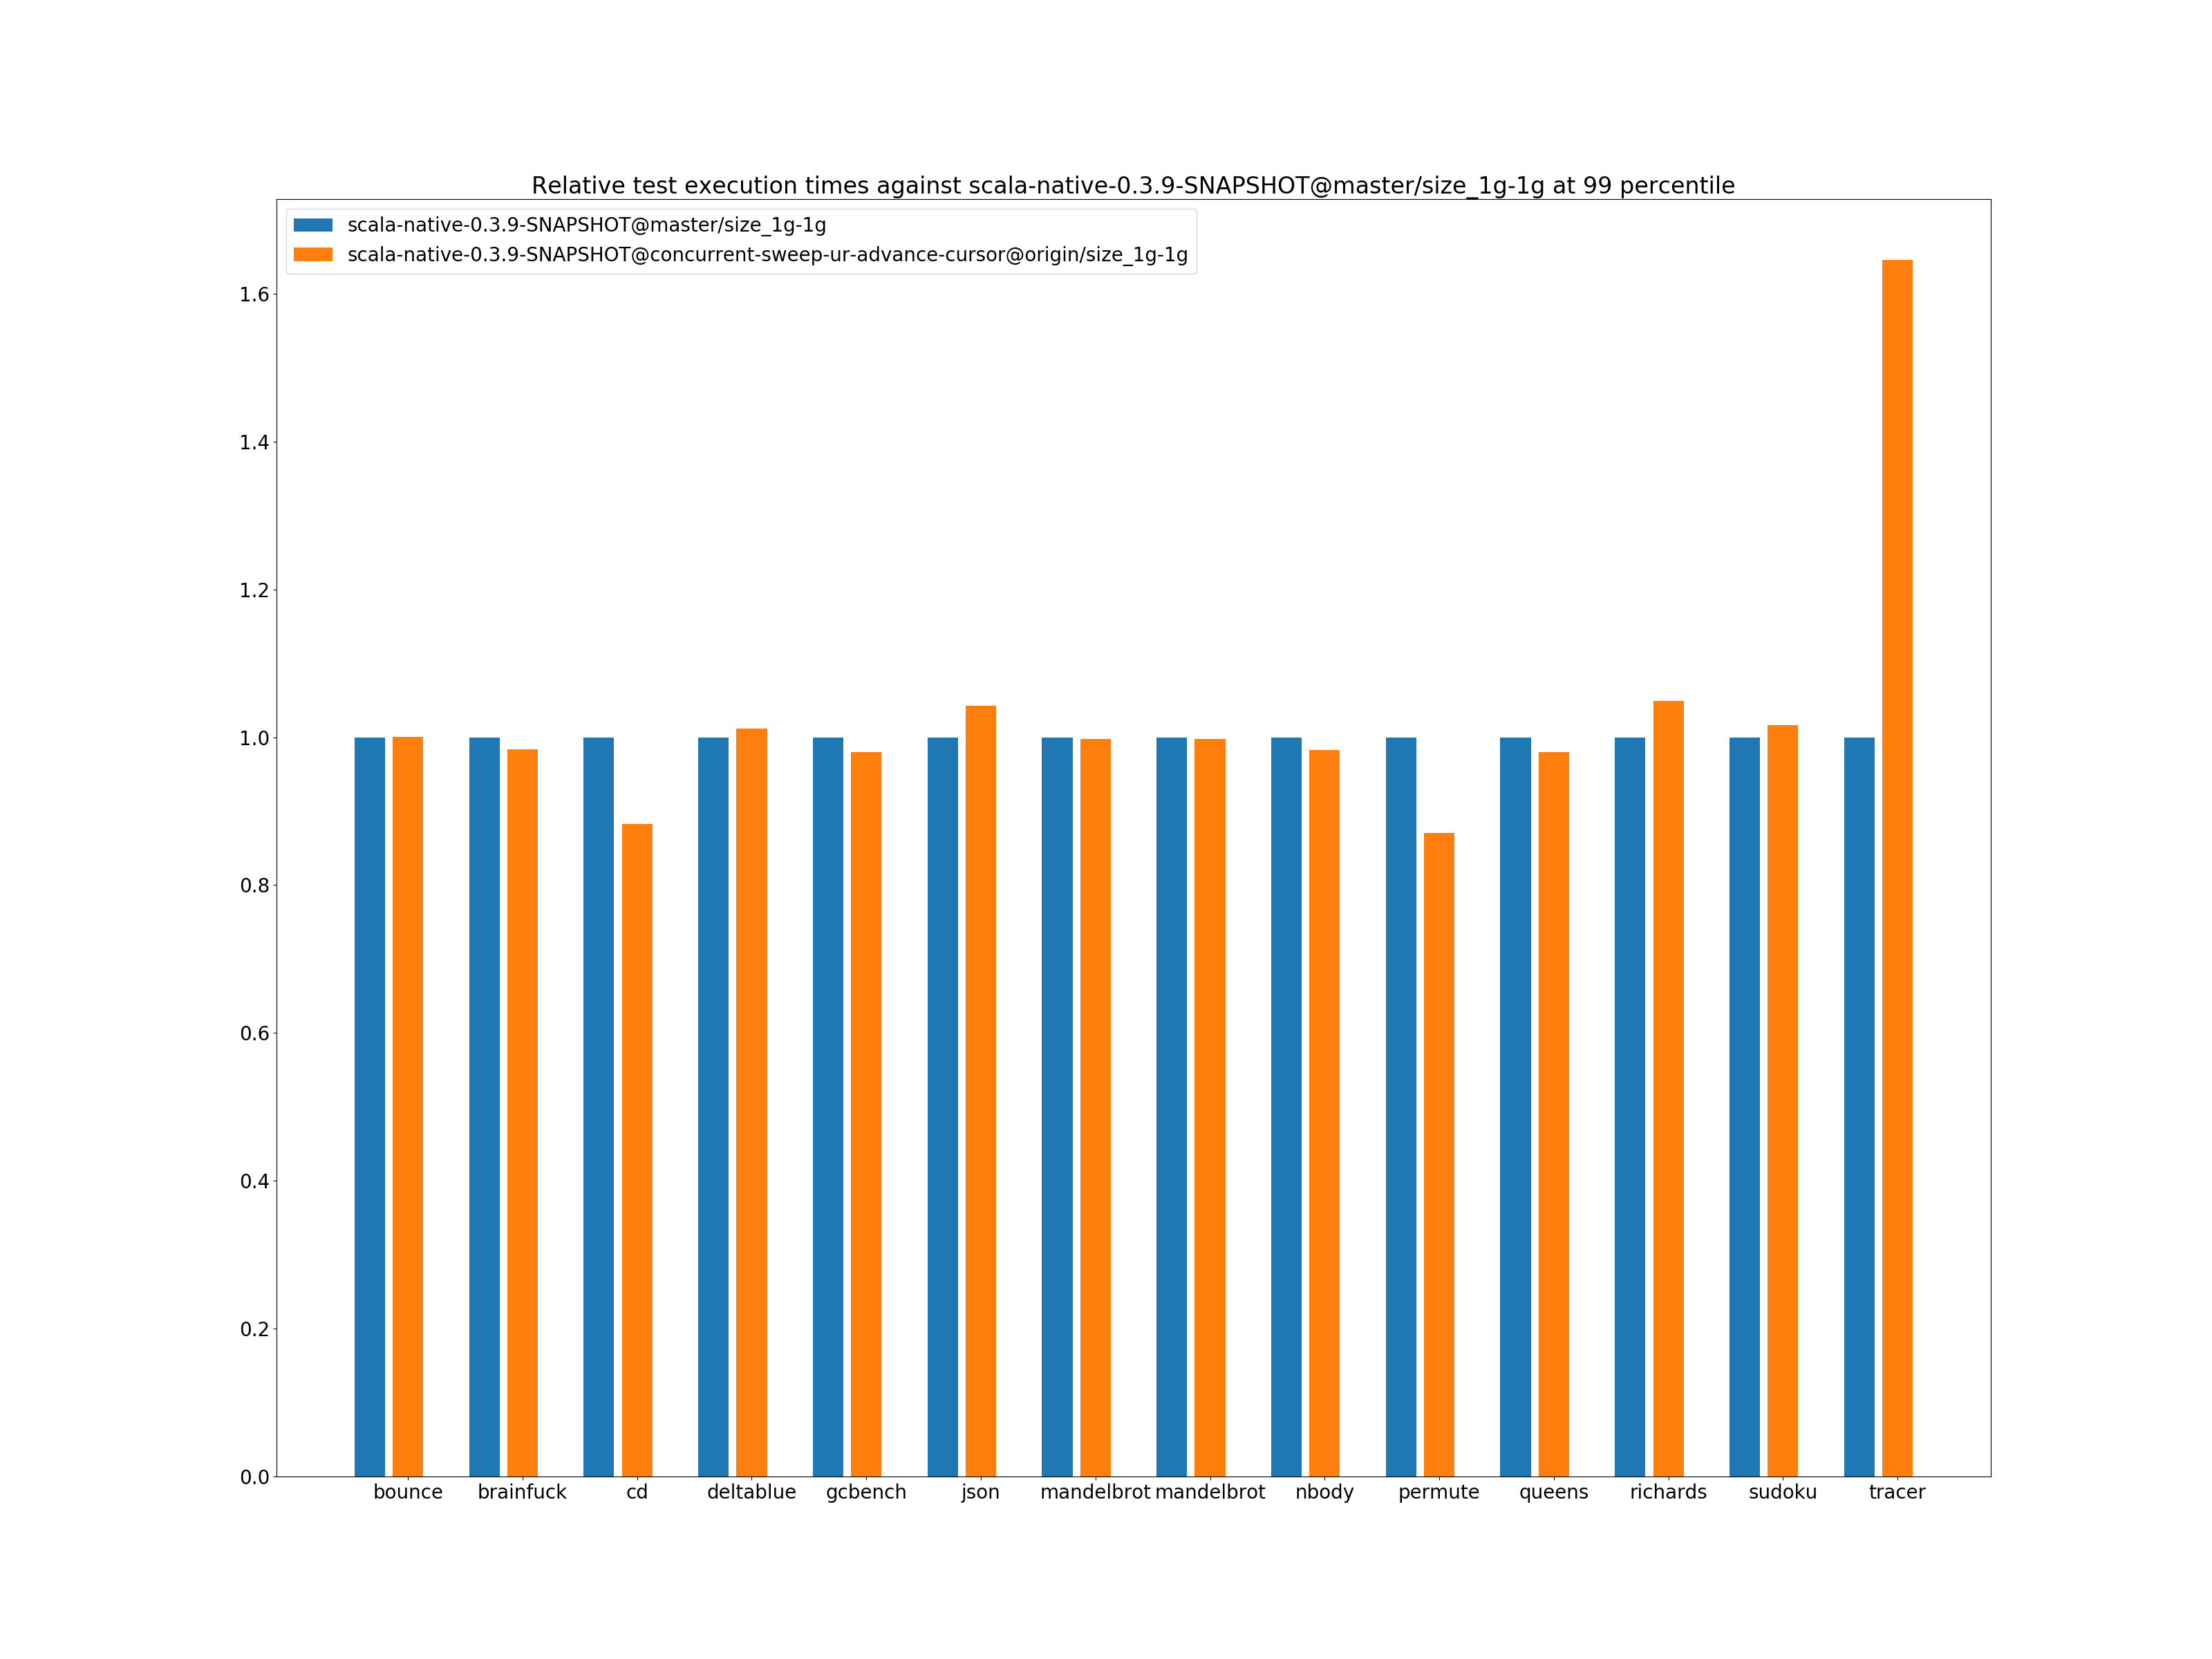 Relative test execution times against scala-native-0.3.9-SNAPSHOT@master/size_1g-1g at 99 percentile
scala-native-0.3.9-SNAPSHOT@master/size_1g-1g
scala-native-0.3.9-SNAPSHOT@concurrent-sweep-ur-advance-cursor@origin/size_1g-1g
1.6
1.4
1.2
1.0
0.8
0.6
0.4
0.2
0.0
bounce brainfuck cd deltablue gcbench json mandelbrot mandelbrot nbody permute queens richards sudoku tracer